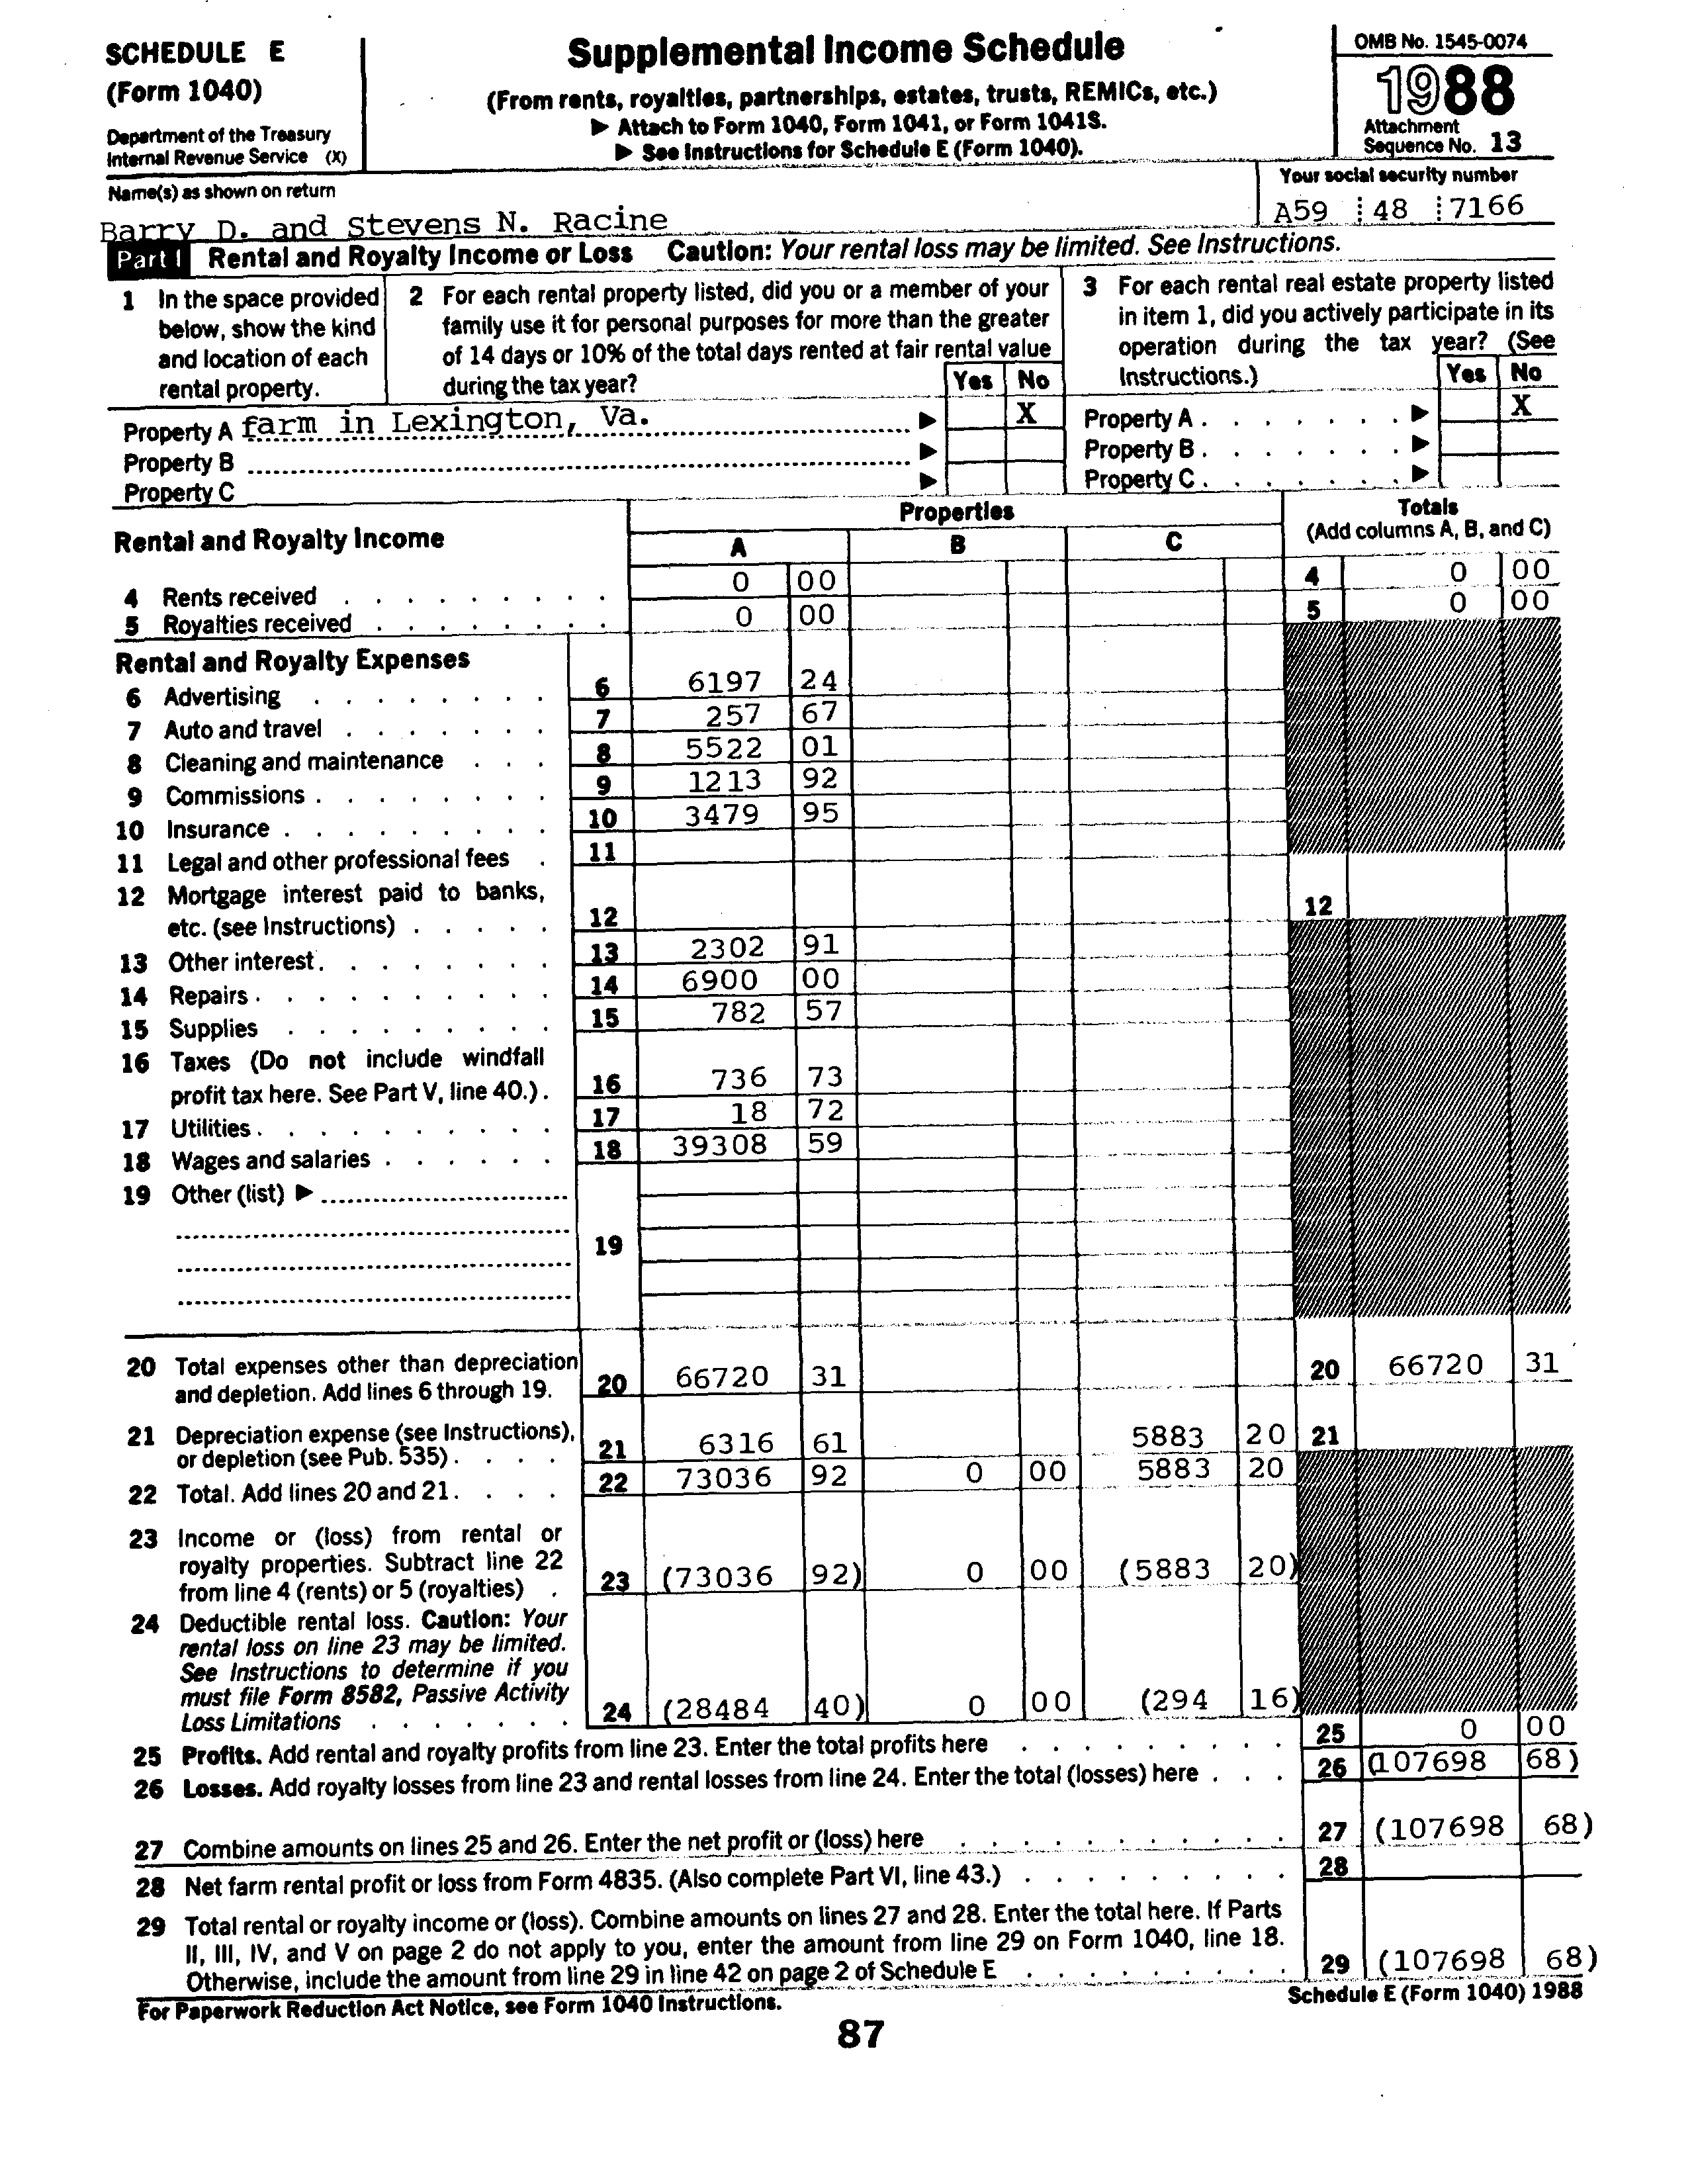 SCHEDULE E
(Form 1040)
Department of the Treasury
Internal Revenue Service (X)
Supplemental Income Schedule
(From rents, royalties, partnerships, estates, trusts, REMICs, etc.)
▶ Attach to Form 1040, Form 1041, or Form 1041S.
▶ See Instructions for Schedule E (Form 1040).
OMB No. 1545-0074
1988
Attachment
Sequence No. 13
Name(s) as shown on return
Barry D. and Stevens N. Racine
Your social security number
A59 48 7166
Part I Rental and Royalty Income or Loss Caution: Your rental loss may be limited. See Instructions.
1 In the space provided
below, show the kind
and location of each
rental property.
2 For each rental property listed, did you or a member of your
family use it for personal purposes for more than the greater
of 14 days or 10% of the total days rented at fair rental value
during the tax year? Yes No
3 For each rental real estate property listed
in item 1, did you actively participate in its
operation during the tax year? (See
Instructions.) Yes No
Property A farm in Lexington, Va. ▶ X Property A . . . . . . . ▶ X
Property B ▶ Property B . . . . . . . ▶
Property C ▶ Property C . . . . . . . ▶
Rental and Royalty Income
Properties
A B C
Totals
(Add columns A, B, and C)
4 Rents received . . . . . . . . . 0 00 4 0 00
5 Royalties received . . . . . . . . 0 00 5 0 00
Rental and Royalty Expenses
6 Advertising . . . . . . . . 6 6197 24
7 Auto and travel . . . . . . . 7 257 67
8 Cleaning and maintenance . . . 8 5522 01
9 Commissions . . . . . . . . 9 1213 92
10 Insurance . . . . . . . . . 10 3479 95
11 Legal and other professional fees . 11
12 Mortgage interest paid to banks,
etc. (see Instructions) . . . . . 12 12
13 Other interest . . . . . . . . 13 2302 91
14 Repairs . . . . . . . . . . 14 6900 00
15 Supplies . . . . . . . . . 15 782 57
16 Taxes (Do not include windfall
profit tax here. See Part V, line 40.) . 16 736 73
17 Utilities . . . . . . . . . . 17 18 72
18 Wages and salaries . . . . . . 18 39308 59
19 Other (list) ▶
19
20 Total expenses other than depreciation
and depletion. Add lines 6 through 19. 20 66720 31 20 66720 31
21 Depreciation expense (see Instructions),
or depletion (see Pub. 535) . . . . 21 6316 61 5883 20 21
22 Total. Add lines 20 and 21 . . . . 22 73036 92 0 00 5883 20
23 Income or (loss) from rental or
royalty properties. Subtract line 22
from line 4 (rents) or 5 (royalties) . 23 (73036 92) 0 00 (5883 20)
24 Deductible rental loss. Caution: Your
rental loss on line 23 may be limited.
See Instructions to determine if you
must file Form 8582, Passive Activity
Loss Limitations . . . . . . . 24 (28484 40) 0 00 (294 16)
25 Profits. Add rental and royalty profits from line 23. Enter the total profits here . . . . . . . . . 25 0 00
26 Losses. Add royalty losses from line 23 and rental losses from line 24. Enter the total (losses) here . . . 26 (107698 68)
27 Combine amounts on lines 25 and 26. Enter the net profit or (loss) here . . . . . . . . . . . 27 (107698 68)
28 Net farm rental profit or loss from Form 4835. (Also complete Part VI, line 43.) . . . . . . . . . 28
29 Total rental or royalty income or (loss). Combine amounts on lines 27 and 28. Enter the total here. If Parts
II, III, IV, and V on page 2 do not apply to you, enter the amount from line 29 on Form 1040, line 18.
Otherwise, include the amount from line 29 in line 42 on page 2 of Schedule E . . . . . . . . . 29 (107698 68)
For Paperwork Reduction Act Notice, see Form 1040 Instructions. Schedule E (Form 1040) 1988
87